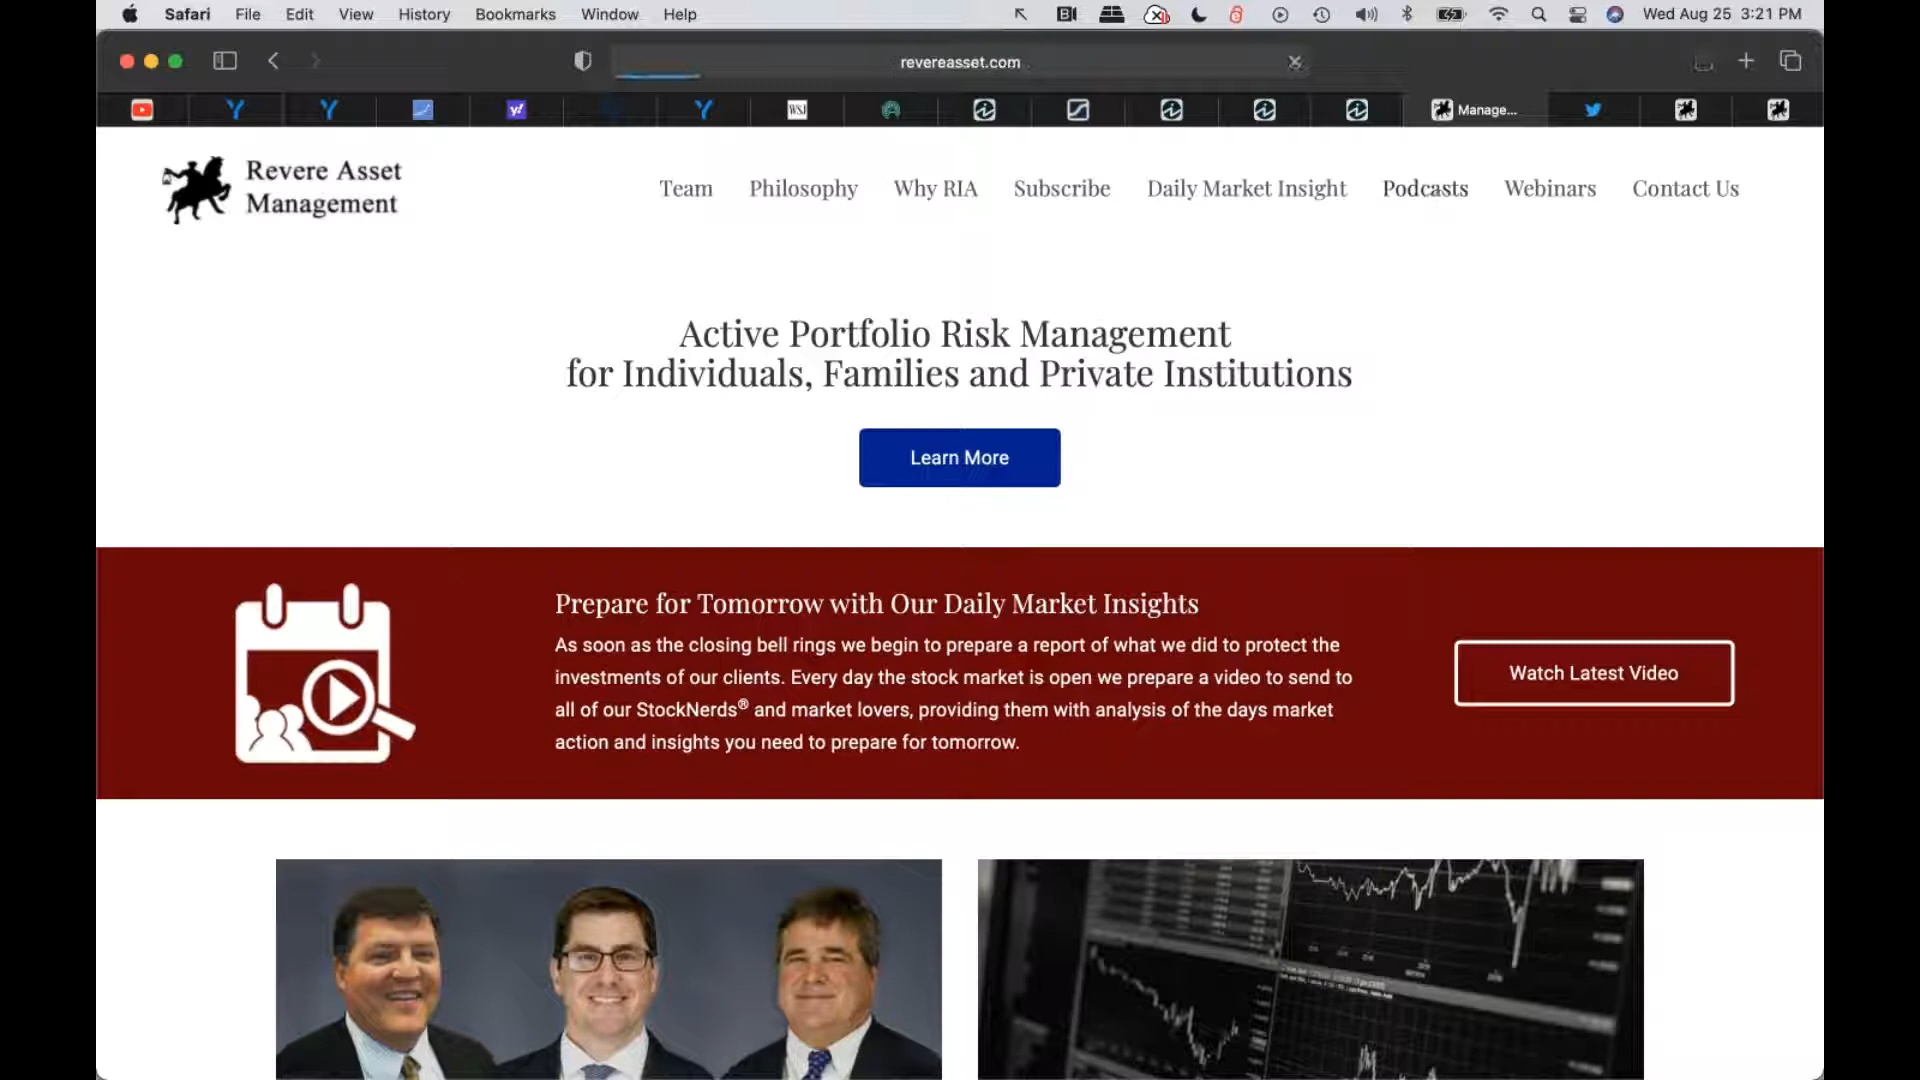 Safari File Edit View History Bookmarks Window Help Wed Aug 25 3:21 PM
revereasset.com
y! WSJ Manage...
Revere Asset
Management
Team Philosophy Why RIA Subscribe Daily Market Insight Podcasts Webinars Contact Us
Active Portfolio Risk Management
for Individuals, Families and Private Institutions
Learn More
Prepare for Tomorrow with Our Daily Market Insights
As soon as the closing bell rings we begin to prepare a report of what we did to protect the
investments of our clients. Every day the stock market is open we prepare a video to send to
all of our StockNerds® and market lovers, providing them with analysis of the days market
action and insights you need to prepare for tomorrow.
Watch Latest Video